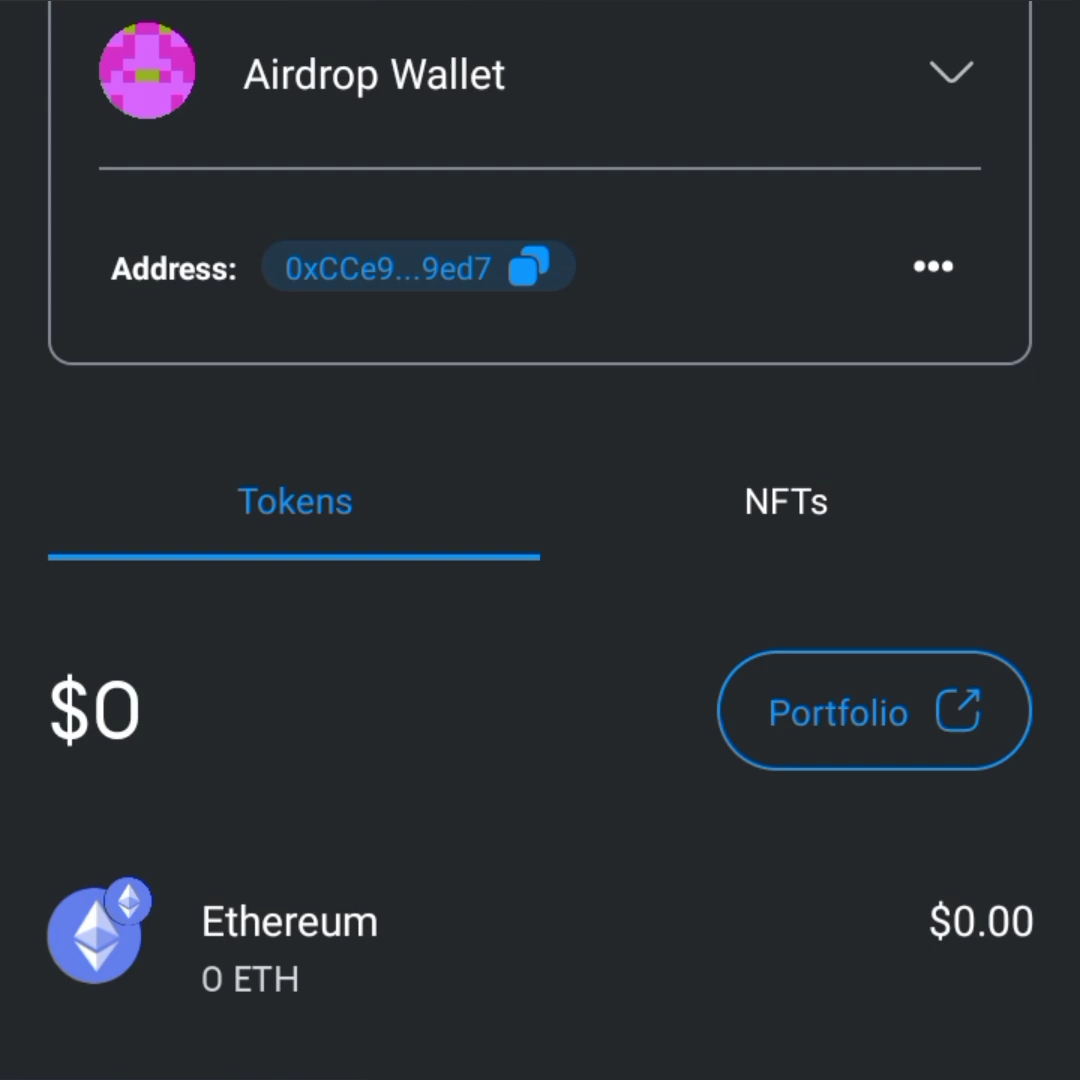 Airdrop Wallet
Address: 0xCCe9...9ed7
Tokens NFTs
$0 Portfolio
Ethereum $0.00
0 ETH